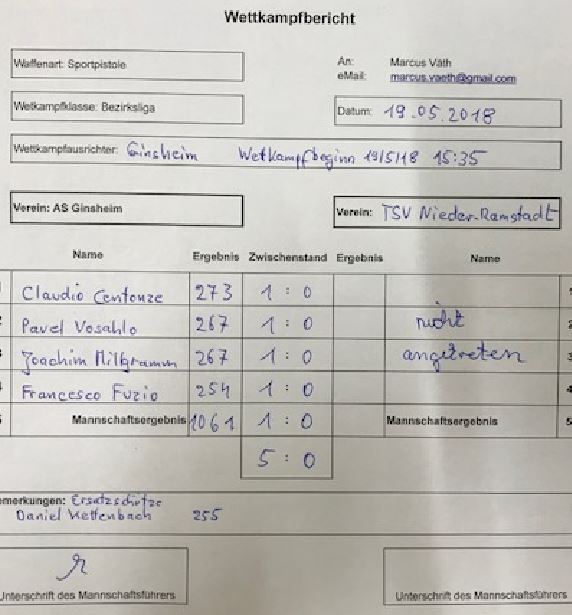 Wettkampfbericht
Waffenart: Sportpistole
An: Marcus Väth
eMail: marcus.vaeth@gmail.com
Wetkampfklasse: Bezirksliga
Datum: 19.05.2018
Wettkampfausrichter: Ginsheim Wetkampfbeginn 19/5/18 15:35
Verein: AS Ginsheim
Verein: TSV Nieder-Ramstadt
Name Ergebnis Zwischenstand Ergebnis Name
Claudio Centonze 273 1 : 0
Pavel Vosahlo 267 1 : 0 nicht 2
Joachim Milgramm 267 1 : 0 angetreten 3
Francesco Fuzio 254 1 : 0 4
Mannschaftsergebnis 1061 1 : 0 Mannschaftsergebnis 5
5 : 0
emerkungen: Ersatzschütze
Daniel Kettenbach 255
Unterschrift des Mannschaftsführers
Unterschrift des Mannschaftsführers